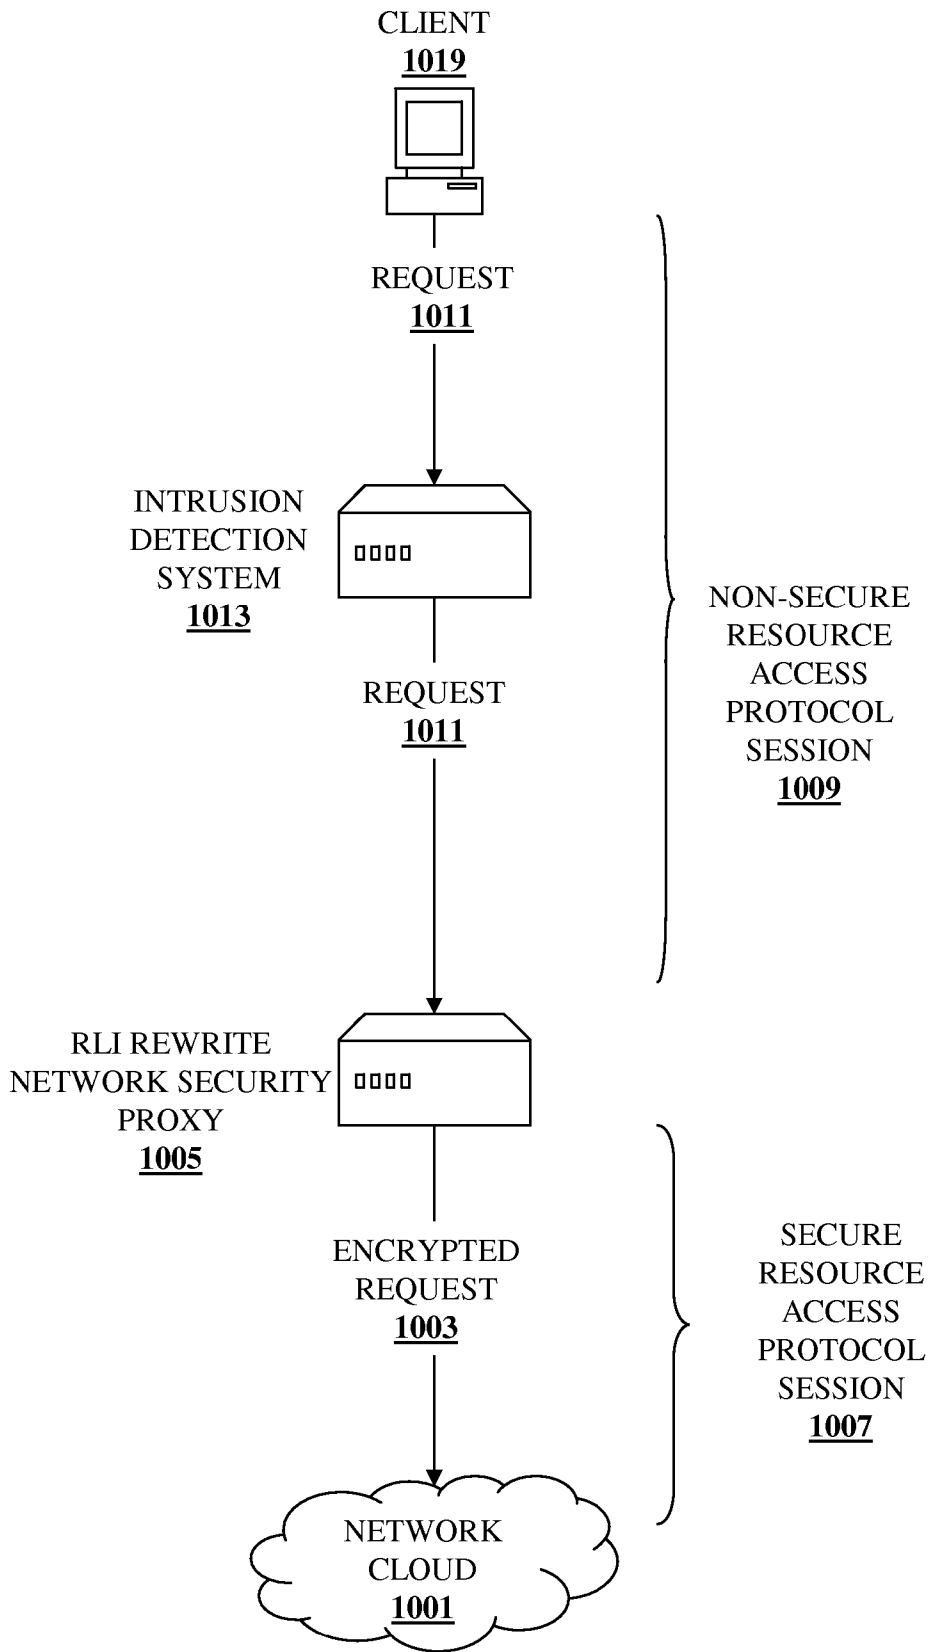 CLIENT
1019
REQUEST
1011
INTRUSION
DETECTION
SYSTEM
1013
NON-SECURE
RESOURCE
ACCESS
PROTOCOL
SESSION
1009
REQUEST
1011
RLI REWRITE
NETWORK SECURITY
PROXY
1005
ENCRYPTED
REQUEST
1003
SECURE
RESOURCE
ACCESS
PROTOCOL
SESSION
1007
NETWORK
CLOUD
1001